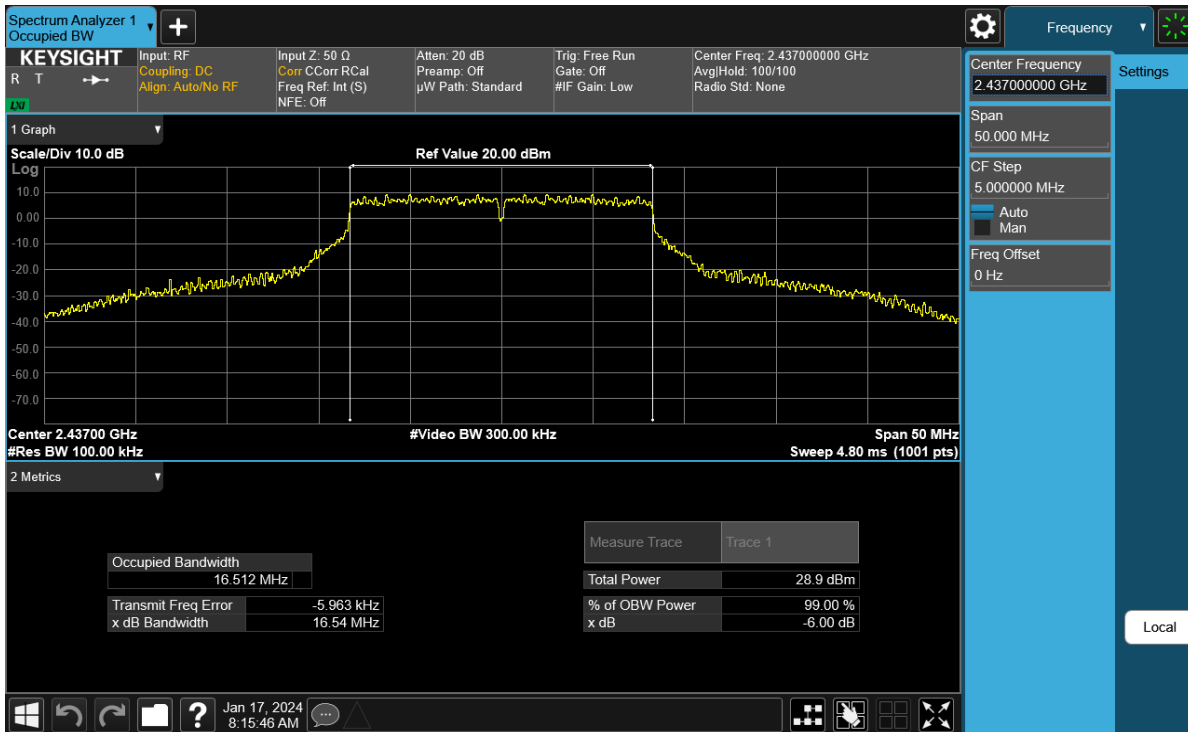 Spectrum Analyzer 1
Occupied BW
Frequency
KEYSIGHT
R T
LXI
Input: RF
Coupling: DC
Align: Auto/No RF
Input Z: 50 Ω
Corr CCorr RCal
Freq Ref: Int (S)
NFE: Off
Atten: 20 dB
Preamp: Off
µW Path: Standard
Trig: Free Run
Gate: Off
#IF Gain: Low
Center Freq: 2.437000000 GHz
Avg|Hold: 100/100
Radio Std: None
Center Frequency
2.437000000 GHz
Settings
Span
50.000 MHz
CF Step
5.000000 MHz
Auto
Man
Freq Offset
0 Hz
Local
1 Graph
Scale/Div 10.0 dB
Ref Value 20.00 dBm
Log
10.0
0.00
-10.0
-20.0
-30.0
-40.0
-50.0
-60.0
-70.0
Center 2.43700 GHz
#Video BW 300.00 kHz
Span 50 MHz
#Res BW 100.00 kHz
Sweep 4.80 ms (1001 pts)
2 Metrics
Measure Trace
Trace 1
Occupied Bandwidth
16.512 MHz
Total Power
28.9 dBm
Transmit Freq Error
-5.963 kHz
% of OBW Power
99.00 %
x dB Bandwidth
16.54 MHz
x dB
-6.00 dB
?
Jan 17, 2024
8:15:46 AM